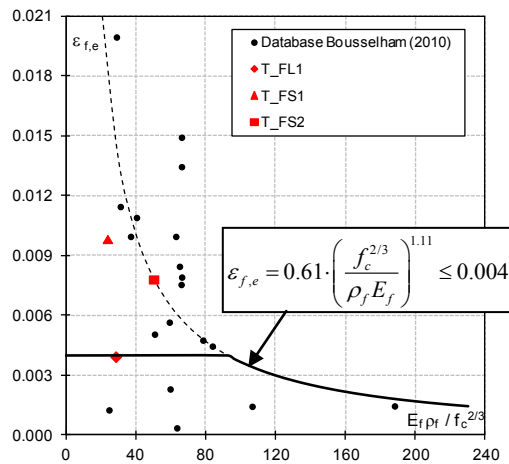 0.021
0.018
0.015
0.012
0.009
0.006
0.003
0.000
ε f,e
Database Bousselham (2010)
T_FL1
T_FS1
T_FS2
ε_{f,e} = 0.61 · ( f_c^{2/3} / ρ_f E_f )^{1.11} ≤ 0.004
E_f ρ_f / f_c^{2/3}
0 40 80 120 160 200 240